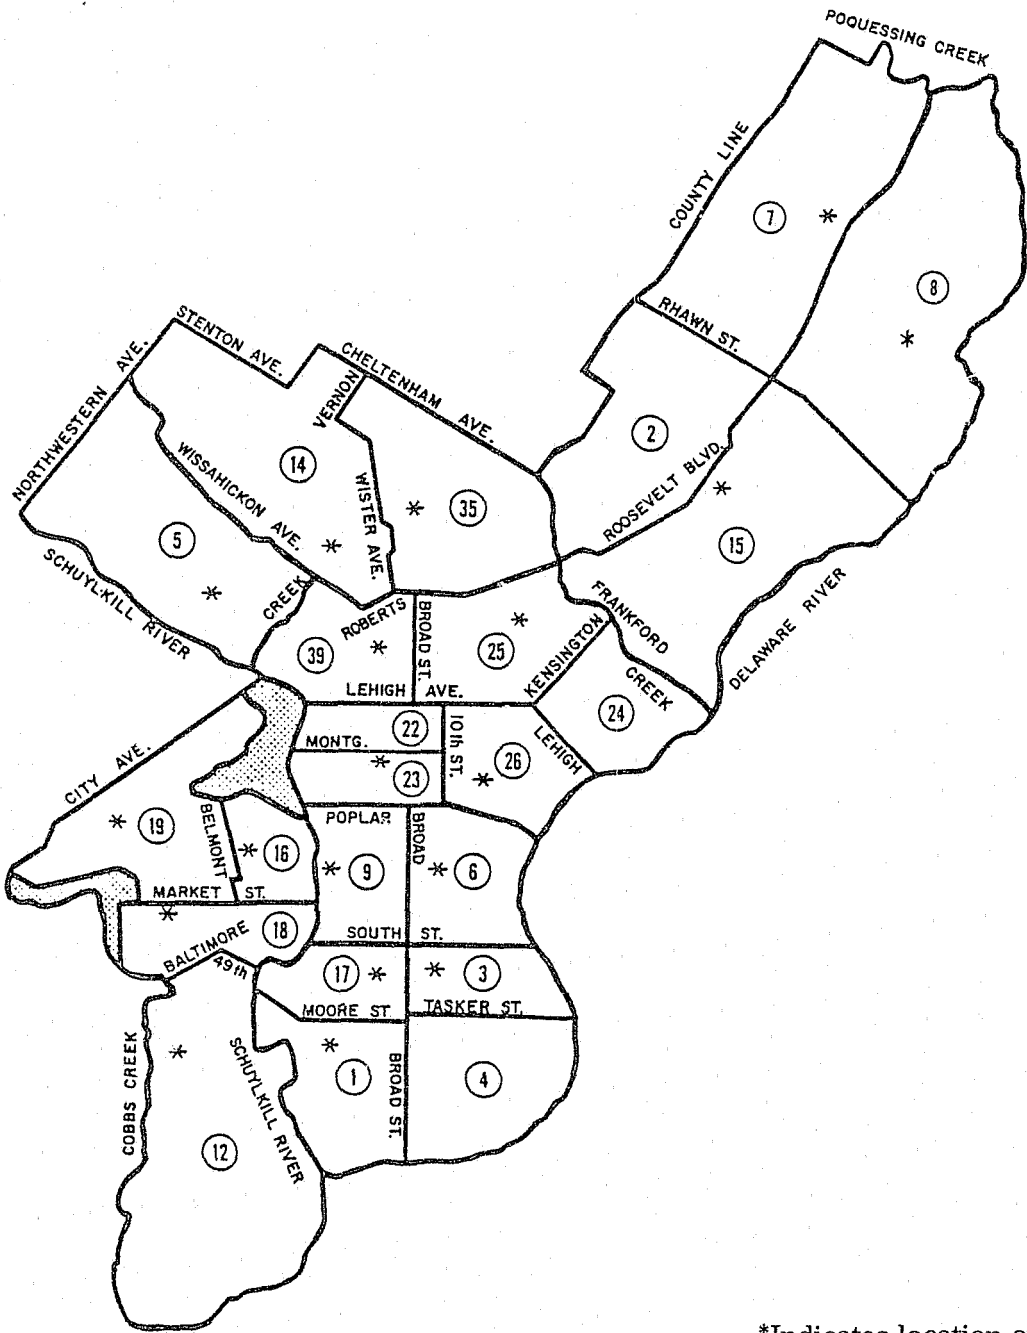 POQUESSING CREEK
COUNTY LINE
7 *
8
*
RHAWN ST.
STENTON AVE.
CHELTENHAM AVE.
NORTHWESTERN AVE.
VERNON
2
14
WISSAHICKON AVE.
WISTER AVE.
* 35
ROOSEVELT BLVD.
*
15
5
*
*
SCHUYLKILL RIVER
CREEK
ROBERTS
BROAD ST.
*
25
FRANKFORD
CREEK
DELAWARE RIVER
39 *
KENSINGTON
LEHIGH AVE.
24
22
MONTG.
10th ST.
LEHIGH
26
*
*
23
CITY AVE.
* 19
BELMONT
* 16
POPLAR
BROAD
* 9
* 6
MARKET ST.
*
18
BALTIMORE
49th
SOUTH ST.
17 *
* 3
MOORE ST.
TASKER ST.
*
1
4
BROAD ST.
COBBS CREEK
*
SCHUYLKILL RIVER
12
*Indicates location